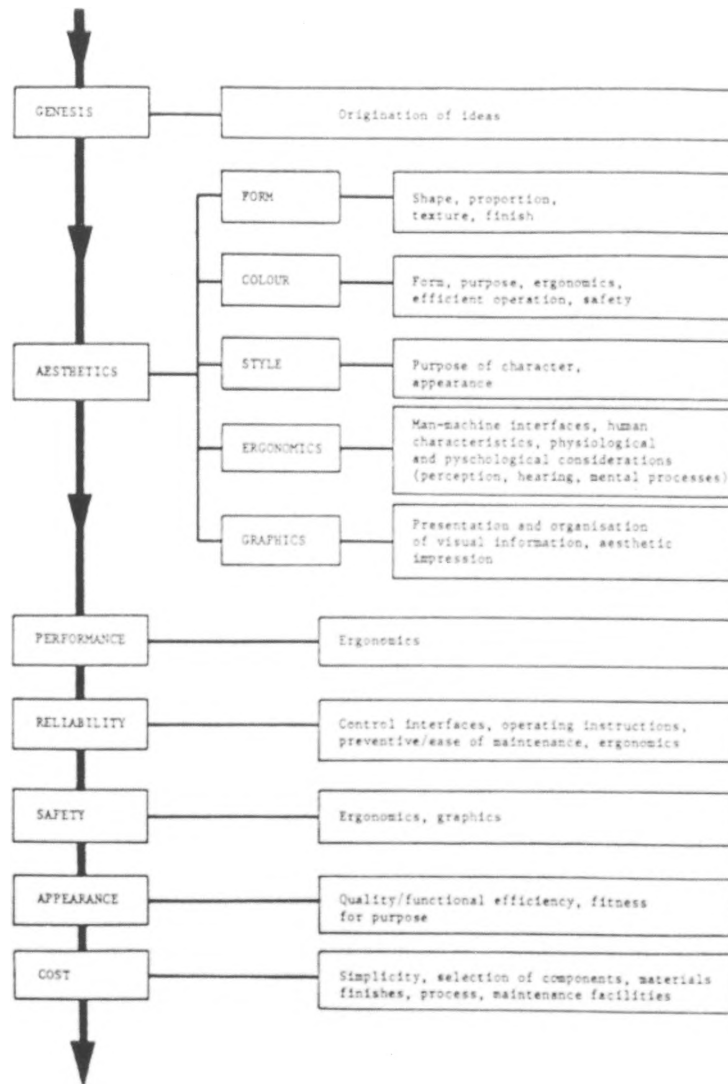 GENESIS
Origination of ideas
FORM
Shape, proportion,
texture, finish
COLOUR
Form, purpose, ergonomics,
efficient operation, safety
AESTHETICS
STYLE
Purpose of character,
appearance
ERGONOMICS
Man-machine interfaces, human
characteristics, physiological
and pyschological considerations
(perception, hearing, mental processes)
GRAPHICS
Presentation and organisation
of visual information, aesthetic
impression
PERFORMANCE
Ergonomics
RELIABILITY
Control interfaces, operating instructions,
preventive/ease of maintenance, ergonomics
SAFETY
Ergonomics, graphics
APPEARANCE
Quality/functional efficiency, fitness
for purpose
COST
Simplicity, selection of components, materials
finishes, process, maintenance facilities